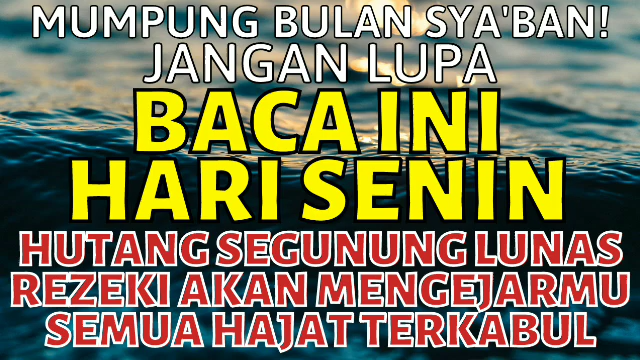 MUMPUNG BULAN SYA'BAN!
JANGAN LUPA
BACA INI
HARI SENIN
HUTANG SEGUNUNG LUNAS
REZEKI AKAN MENGEJARMU
SEMUA HAJAT TERKABUL